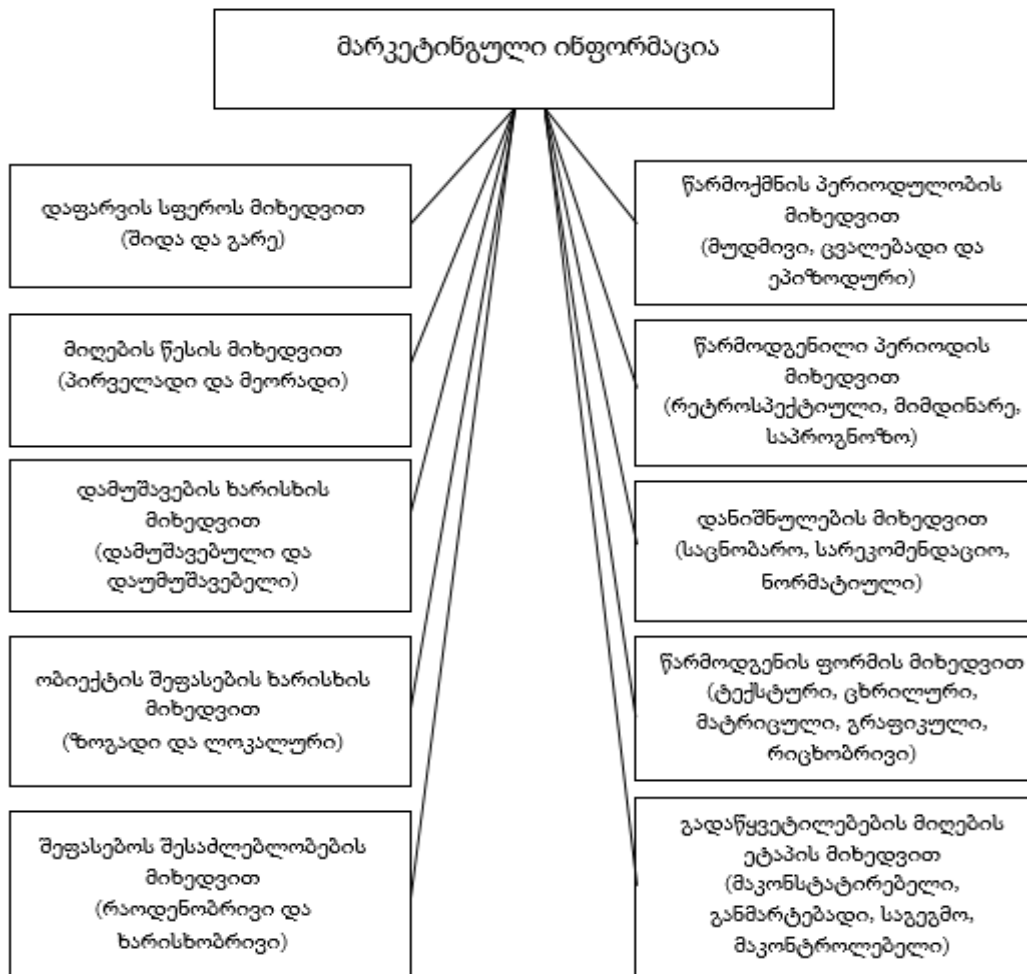 მარკეტინგული ინფორმაცია
დაფარვის სფეროს მიხედვით
(შიდა და გარე)
მიღების წესის მიხედვით
(პირველადი და მეორადი)
დამუშავების ხარისხის
მიხედვით
(დამუშავებული და
დაუმუშავებელი)
ობიექტის შეფასების ხარისხის
მიხედვით
(ზოგადი და ლოკალური)
შეფასებოს შესაძლებლობების
მიხედვით
(რაოდენობრივი და
ხარისხობრივი)
წარმოქმნის პერიოდულობის
მიხედვით
(მუდმივი, ცვალებადი და
ეპიზოდური)
წარმოდგენილი პერიოდის
მიხედვით
(რეტროსპექტიული, მიმდინარე,
საპროგნოზო)
დანიშნულების მიხედვით
(საცნობარო, სარეკომენდაციო,
ნორმატიული)
წარმოდგენის ფორმის მიხედვით
(ტექსტური, ცხრილური,
მატრიცული, გრაფიკული,
რიცხობრივი)
გადაწყვეტილებების მიღების
ეტაპის მიხედვით
(მაკონსტატირებელი,
განმარტებადი, საგეგმო,
მაკონტროლებელი)